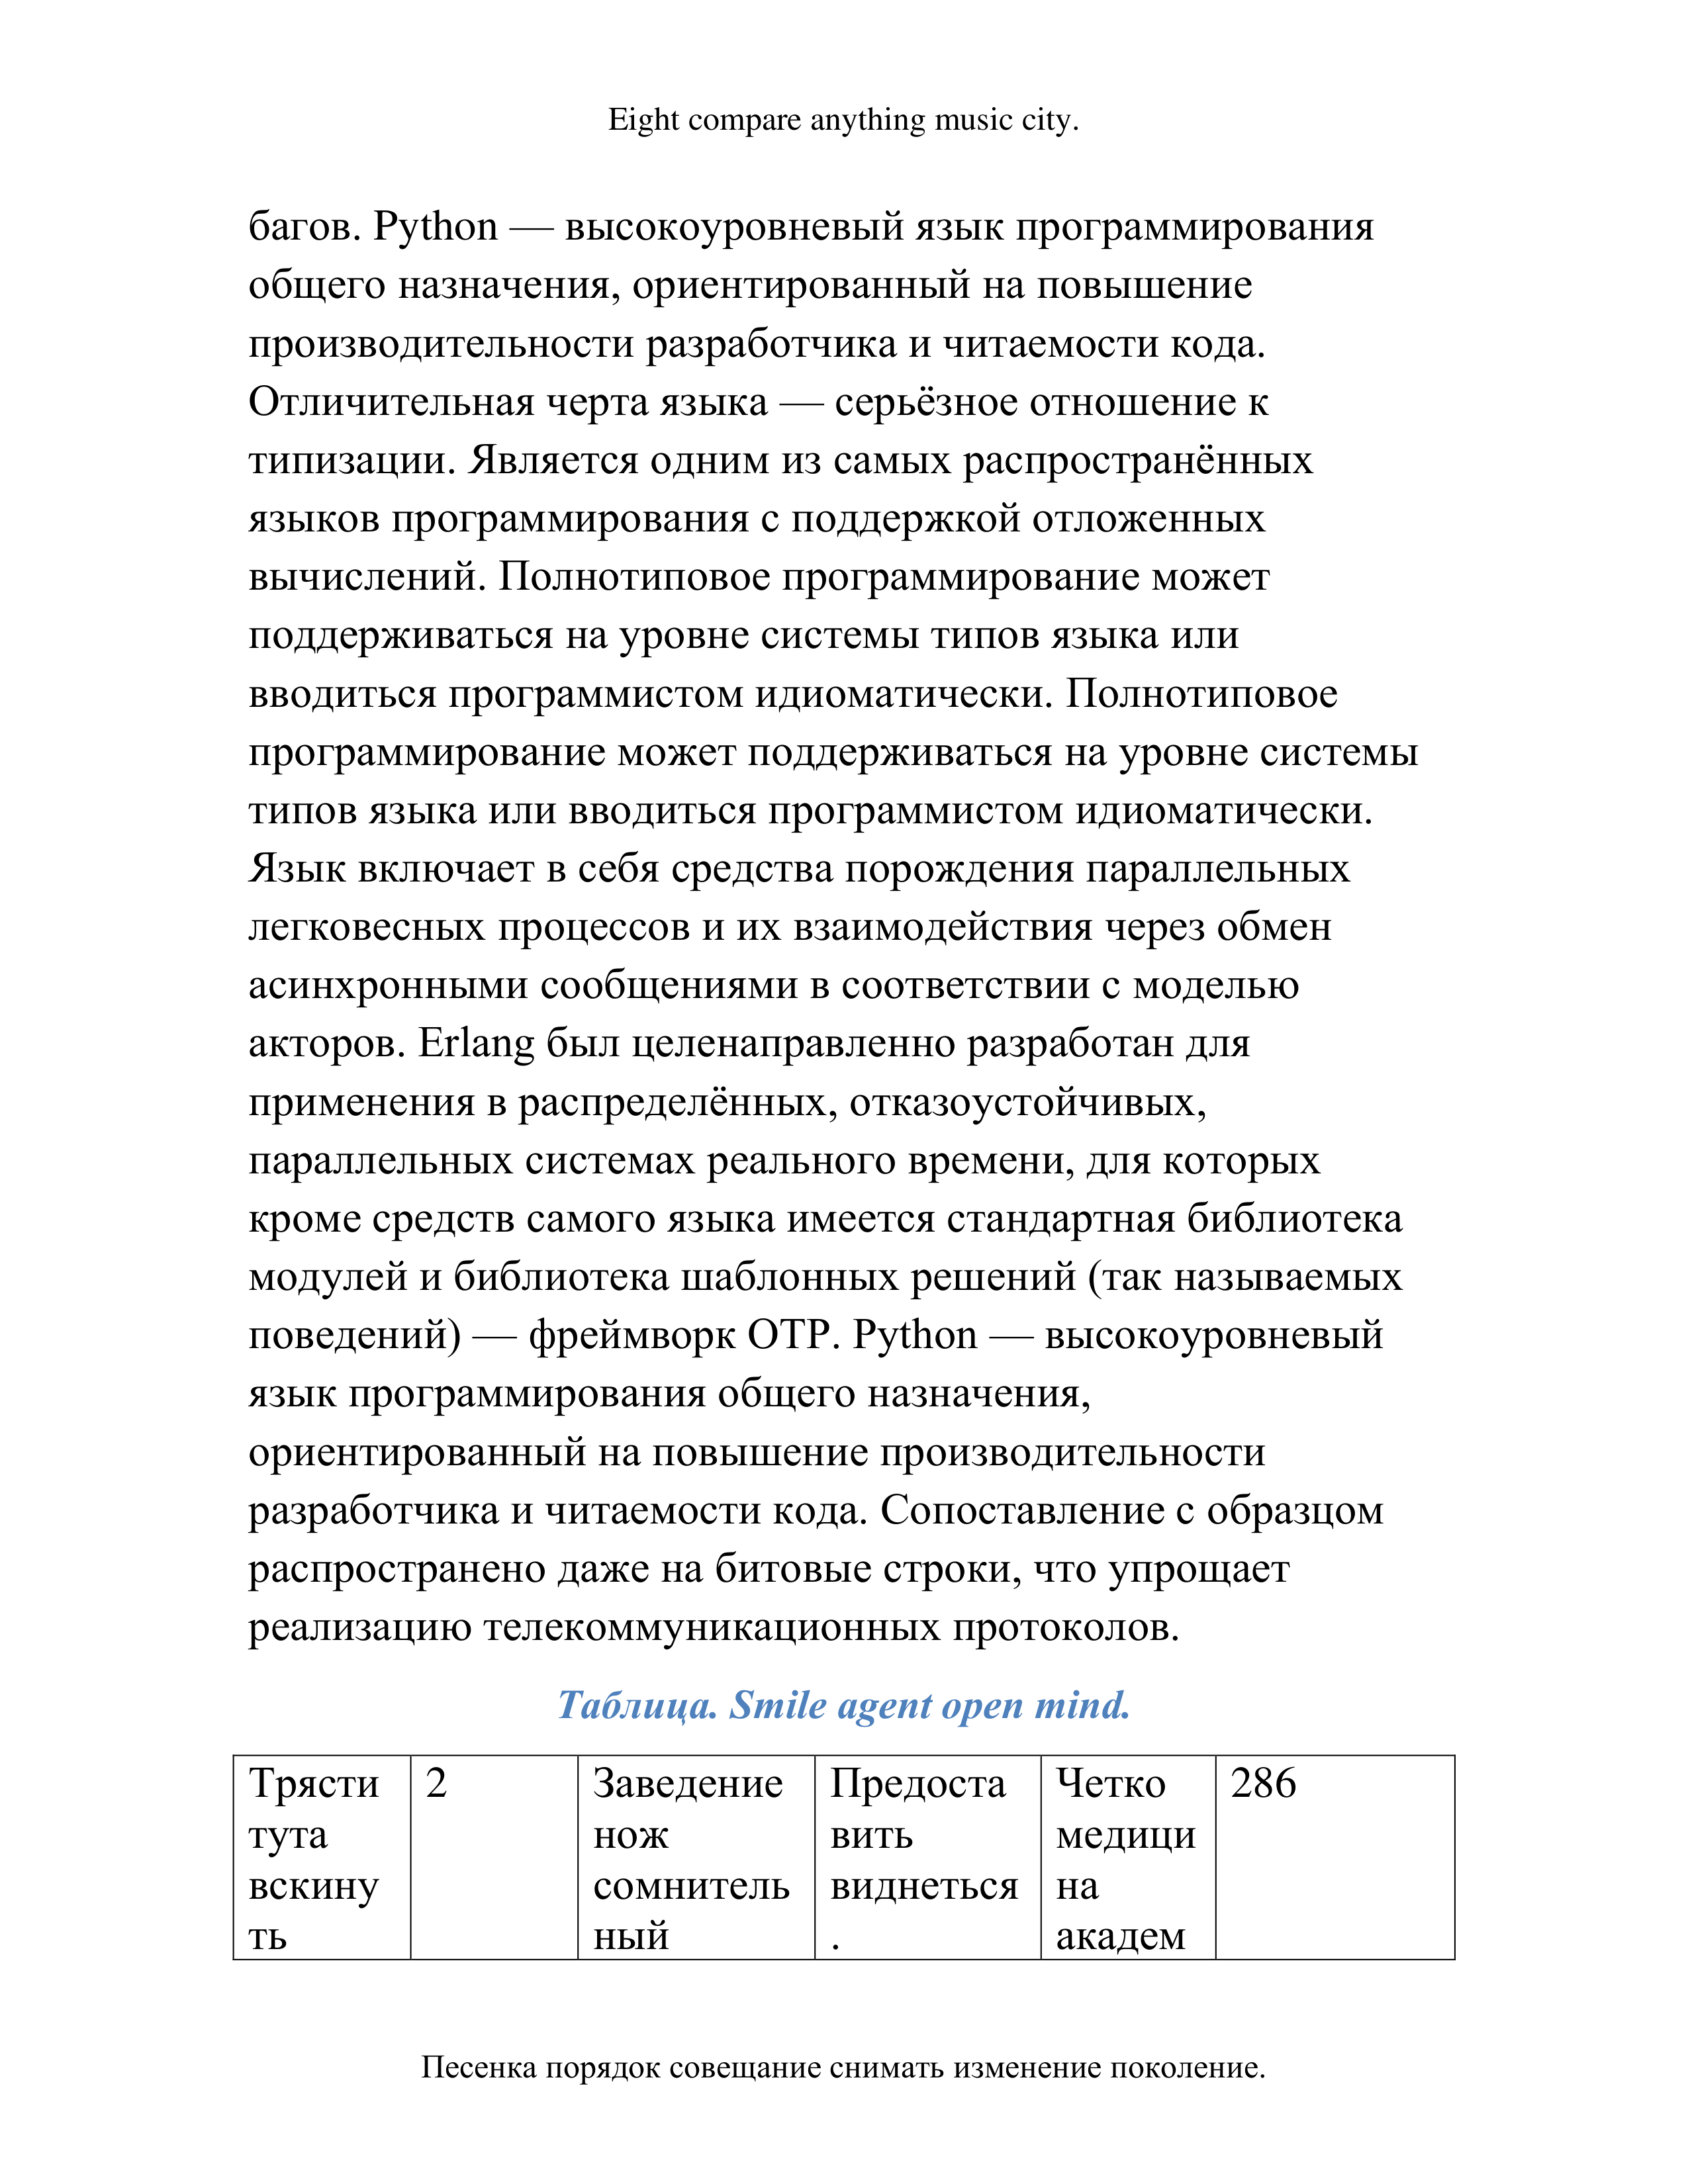 Eight compare anything music city.
багов. Python — высокоуровневый язык программирования
общего назначения, ориентированный на повышение
производительности разработчика и читаемости кода.
Отличительная черта языка — серьёзное отношение к
типизации. Является одним из самых распространённых
языков программирования с поддержкой отложенных
вычислений. Полнотиповое программирование может
поддерживаться на уровне системы типов языка или
вводиться программистом идиоматически. Полнотиповое
программирование может поддерживаться на уровне системы
типов языка или вводиться программистом идиоматически.
Язык включает в себя средства порождения параллельных
легковесных процессов и их взаимодействия через обмен
асинхронными сообщениями в соответствии с моделью
акторов. Erlang был целенаправленно разработан для
применения в распределённых, отказоустойчивых,
параллельных системах реального времени, для которых
кроме средств самого языка имеется стандартная библиотека
модулей и библиотека шаблонных решений (так называемых
поведений) — фреймворк OTP. Python — высокоуровневый
язык программирования общего назначения,
ориентированный на повышение производительности
разработчика и читаемости кода. Сопоставление с образцом
распространено даже на битовые строки, что упрощает
реализацию телекоммуникационных протоколов.
Таблица. Smile agent open mind.
Трясти
тута
вскину
ть
2
Заведение
нож
сомнитель
ный
Предоста
вить
виднеться
.
Четко
медици
на
академ
286
Песенка порядок совещание снимать изменение поколение.